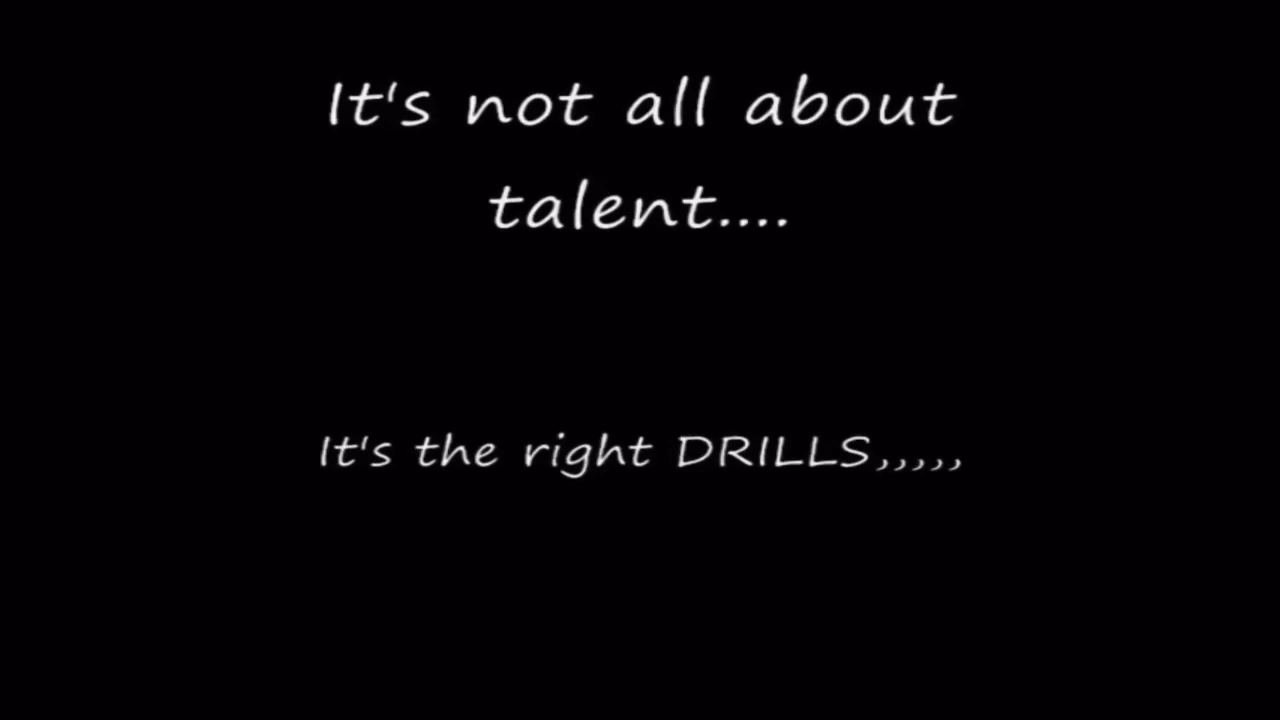 It's not all about
talent....
It's the right DRILLS,,,,,